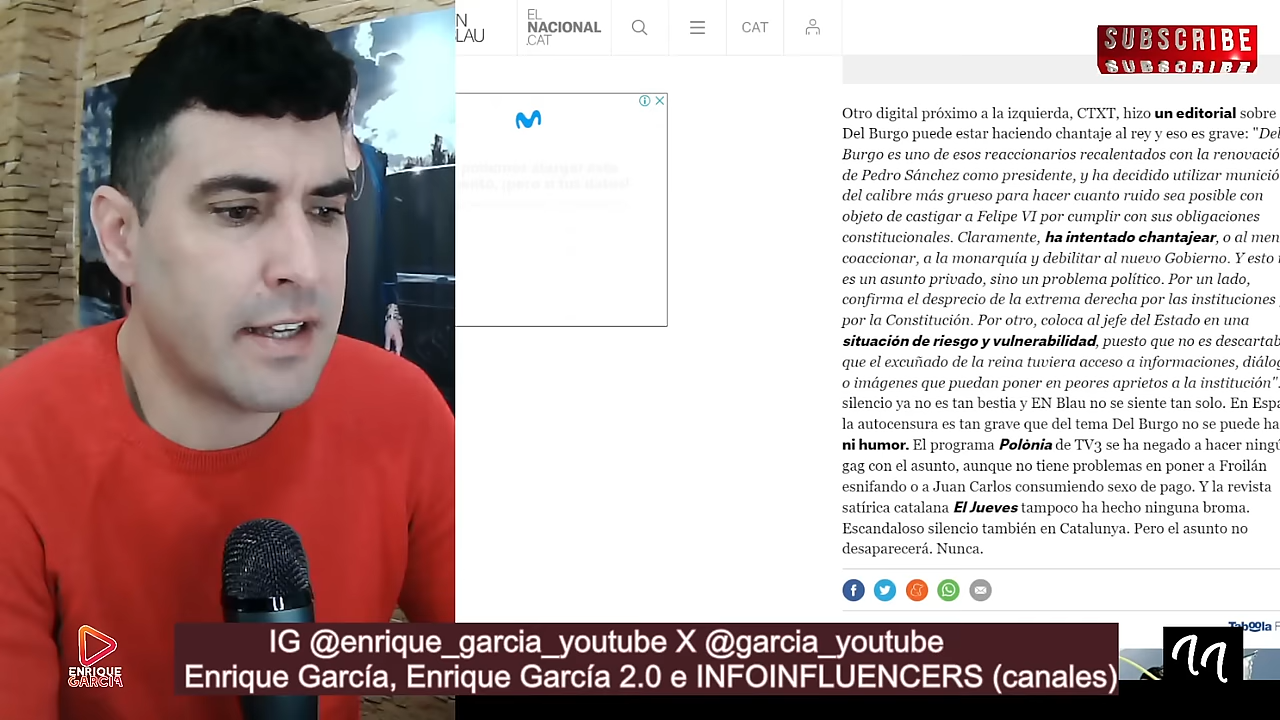 N
LAU
EL
NACIONAL
.CAT
CAT
SUBSCRIBE
Otro digital próximo a la izquierda, CTXT, hizo un editorial sobre
Del Burgo puede estar haciendo chantaje al rey y eso es grave: "Del
Burgo es uno de esos reaccionarios recalentados con la renovació
de Pedro Sánchez como presidente, y ha decidido utilizar munició
del calibre más grueso para hacer cuanto ruido sea posible con
objeto de castigar a Felipe VI por cumplir con sus obligaciones
constitucionales. Claramente, ha intentado chantajear, o al men
coaccionar, a la monarquía y debilitar al nuevo Gobierno. Y esto
es un asunto privado, sino un problema político. Por un lado,
confirma el desprecio de la extrema derecha por las instituciones
por la Constitución. Por otro, coloca al jefe del Estado en una
situación de riesgo y vulnerabilidad, puesto que no es descartab
que el excuñado de la reina tuviera acceso a informaciones, diálog
o imágenes que puedan poner en peores aprietos a la institución".
silencio ya no es tan bestia y EN Blau no se siente tan solo. En Espa
la autocensura es tan grave que del tema Del Burgo no se puede ha
ni humor. El programa Polònia de TV3 se ha negado a hacer ningú
gag con el asunto, aunque no tiene problemas en poner a Froilán
esnifando o a Juan Carlos consumiendo sexo de pago. Y la revista
satírica catalana El Jueves tampoco ha hecho ninguna broma.
Escandaloso silencio también en Catalunya. Pero el asunto no
desaparecerá. Nunca.
Taboola F
IG @enrique_garcia_youtube X @garcia_youtube
Enrique García, Enrique García 2.0 e INFOINFLUENCERS (canales)
ENRIQUE
GARCÍA